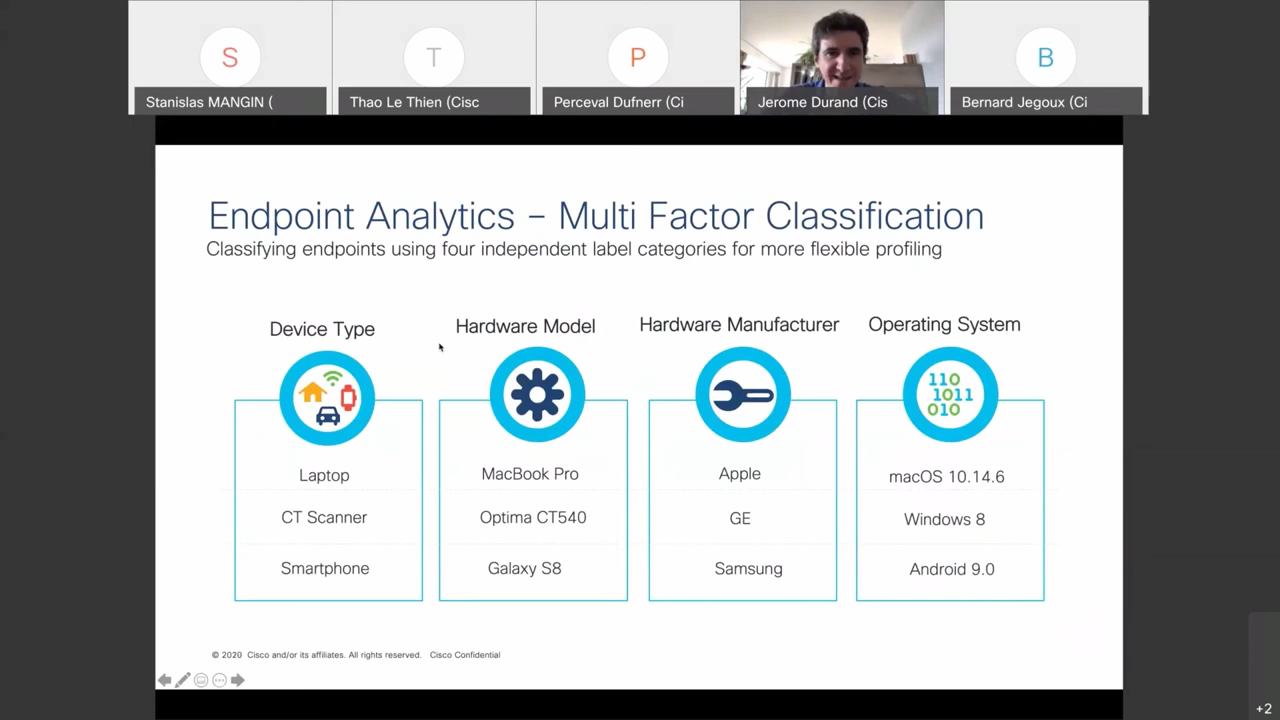 S
T
P
B
Stanislas MANGIN (
Thao Le Thien (Cisc
Perceval Dufnerr (Ci
Jerome Durand (Cis
Bernard Jegoux (Ci
Endpoint Analytics – Multi Factor Classification
Classifying endpoints using four independent label categories for more flexible profiling
Device Type
Hardware Model
Hardware Manufacturer
Operating System
110
1011
010
Laptop
MacBook Pro
Apple
macOS 10.14.6
CT Scanner
Optima CT540
GE
Windows 8
Smartphone
Galaxy S8
Samsung
Android 9.0
© 2020 Cisco and/or its affiliates. All rights reserved. Cisco Confidential
+2